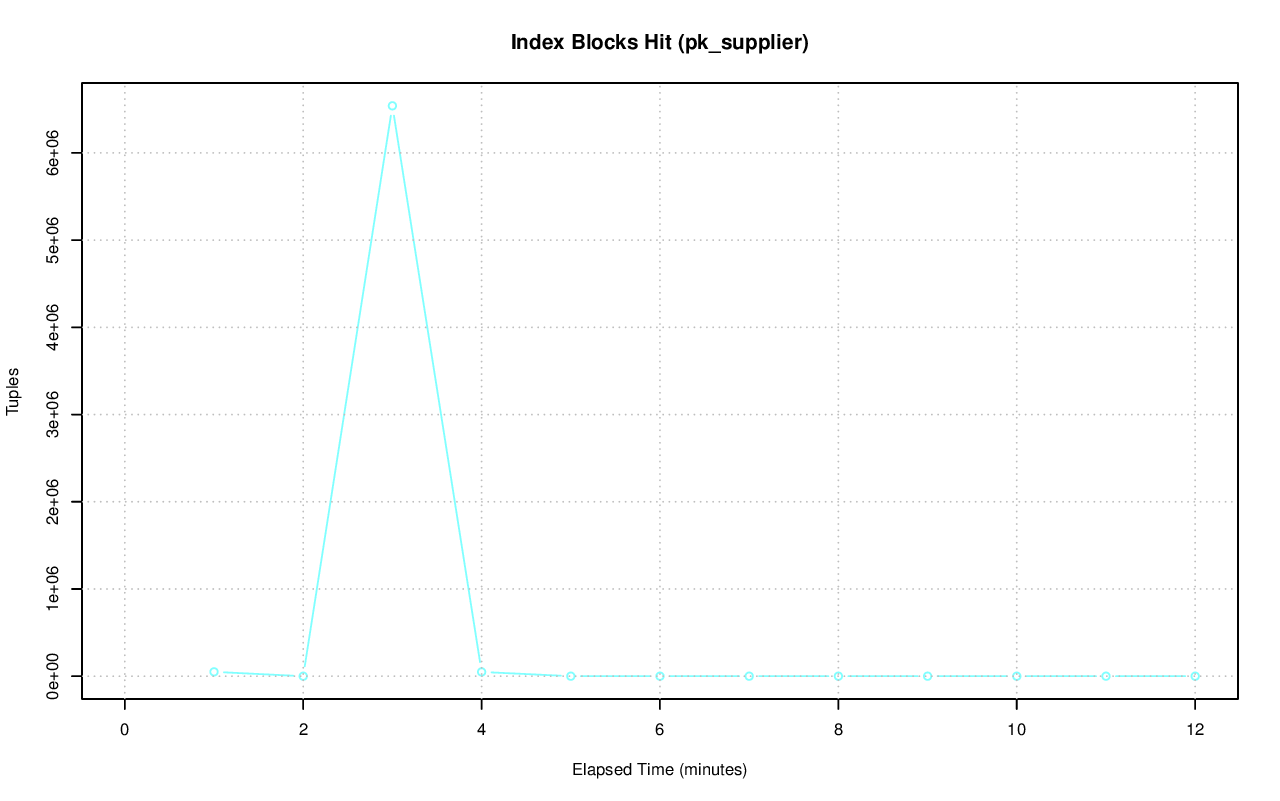 Index Blocks Hit (pk_supplier)
6e+06
5e+06
4e+06
3e+06
2e+06
1e+06
0e+00
Tuples
0 2 4 6 8 10 12
Elapsed Time (minutes)